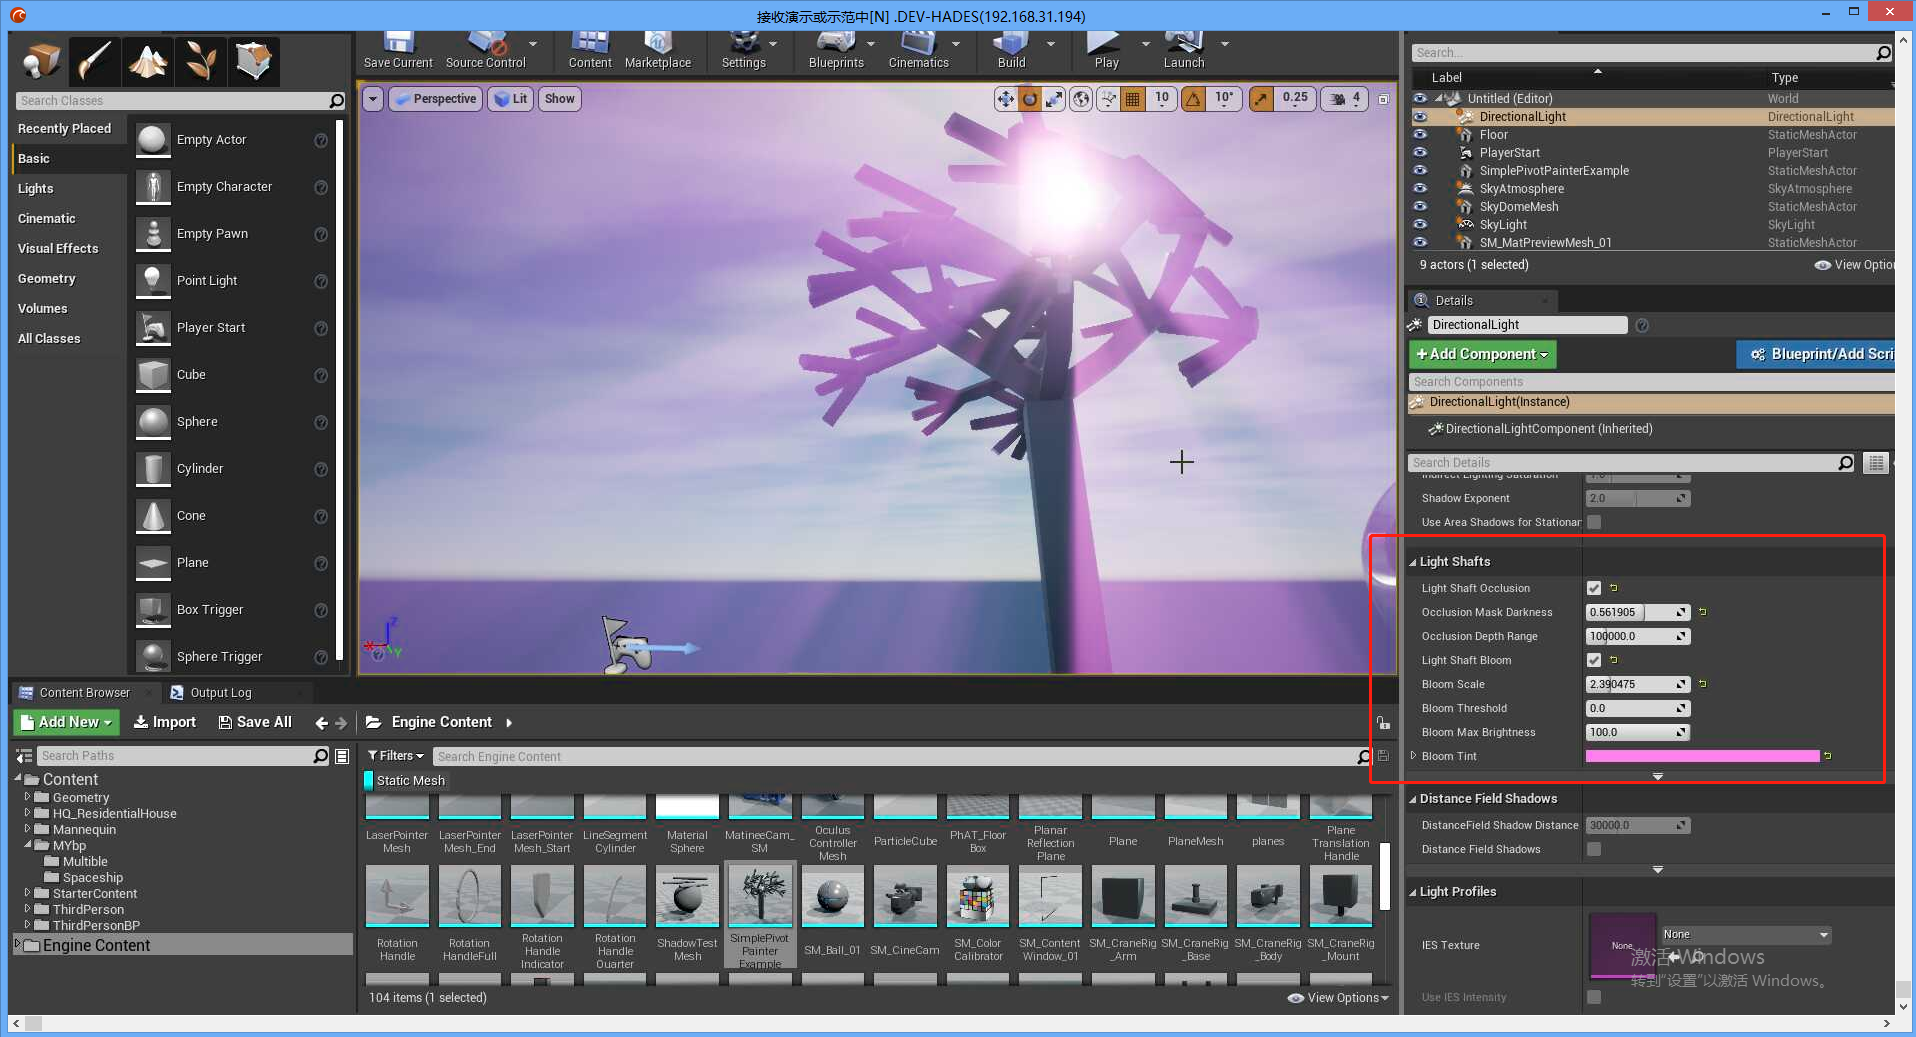 接收演示或示范中[N] .DEV-HADES(192.168.31.194)
Save Current
Source Control
Content
Marketplace
Settings
Blueprints
Cinematics
Build
Play
Launch
Search Classes
Recently Placed
Basic
Lights
Cinematic
Visual Effects
Geometry
Volumes
All Classes
Empty Actor
Empty Character
Empty Pawn
Point Light
Player Start
Cube
Sphere
Cylinder
Cone
Plane
Box Trigger
Sphere Trigger
Perspective
Lit
Show
10
10°
0.25
4
Z
X
Y
Search...
Label Type
Untitled (Editor) World
DirectionalLight DirectionalLight
Floor StaticMeshActor
PlayerStart PlayerStart
SimplePivotPainterExample StaticMeshActor
SkyAtmosphere SkyAtmosphere
SkyDomeMesh StaticMeshActor
SkyLight SkyLight
SM_MatPreviewMesh_01 StaticMeshActor
9 actors (1 selected)
View Optio
Details
DirectionalLight
+Add Component
Blueprint/Add Scri
Search Components
DirectionalLight(Instance)
DirectionalLightComponent (Inherited)
Search Details
Indirect Lighting Saturation 1.0
Shadow Exponent 2.0
Use Area Shadows for Stationar
Light Shafts
Light Shaft Occlusion
Occlusion Mask Darkness 0.561905
Occlusion Depth Range 100000.0
Light Shaft Bloom
Bloom Scale 2.390475
Bloom Threshold 0.0
Bloom Max Brightness 100.0
Bloom Tint
Distance Field Shadows
DistanceField Shadow Distance 30000.0
Distance Field Shadows
Light Profiles
IES Texture
None
None
Use IES Intensity
激活 Windows
转到"设置"以激活 Windows。
Content Browser
Output Log
Add New
Import
Save All
Engine Content
Search Paths
Content
Geometry
HQ_ResidentialHouse
Mannequin
MYbp
Multible
Spaceship
StarterContent
ThirdPerson
ThirdPersonBP
Engine Content
Filters
Search Engine Content
Static Mesh
LaserPointer
Mesh
LaserPointer
Mesh_End
LaserPointer
Mesh_Start
LineSegment
Cylinder
Material
Sphere
MatineeCam_
SM
Oculus
Controller
Mesh
ParticleCube
PhAT_Floor
Box
Planar
Reflection
Plane
Plane
PlaneMesh
planes
Plane
Translation
Handle
Rotation
Handle
Rotation
HandleFull
Rotation
Handle
Indicator
Rotation
Handle
Quarter
ShadowTest
Mesh
SimplePivot
Painter
Example
SM_Ball_01
SM_CineCam
SM_Color
Calibrator
SM_Content
Window_01
SM_CraneRig
_Arm
SM_CraneRig
_Base
SM_CraneRig
_Body
SM_CraneRig
_Mount
104 items (1 selected)
View Options